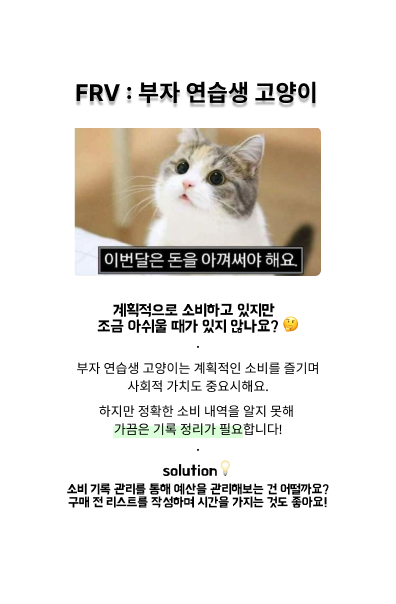 FRV : 부자 연습생 고양이
이번달은 돈을 아껴써야 해요.
계획적으로 소비하고 있지만
조금 아쉬울 때가 있지 않나요? 🤔
.
부자 연습생 고양이는 계획적인 소비를 즐기며
사회적 가치도 중요시해요.
하지만 정확한 소비 내역을 알지 못해
가끔은 기록 정리가 필요합니다!
.
solution💡
소비 기록 관리를 통해 예산을 관리해보는 건 어떨까요?
구매 전 리스트를 작성하며 시간을 가지는 것도 좋아요!